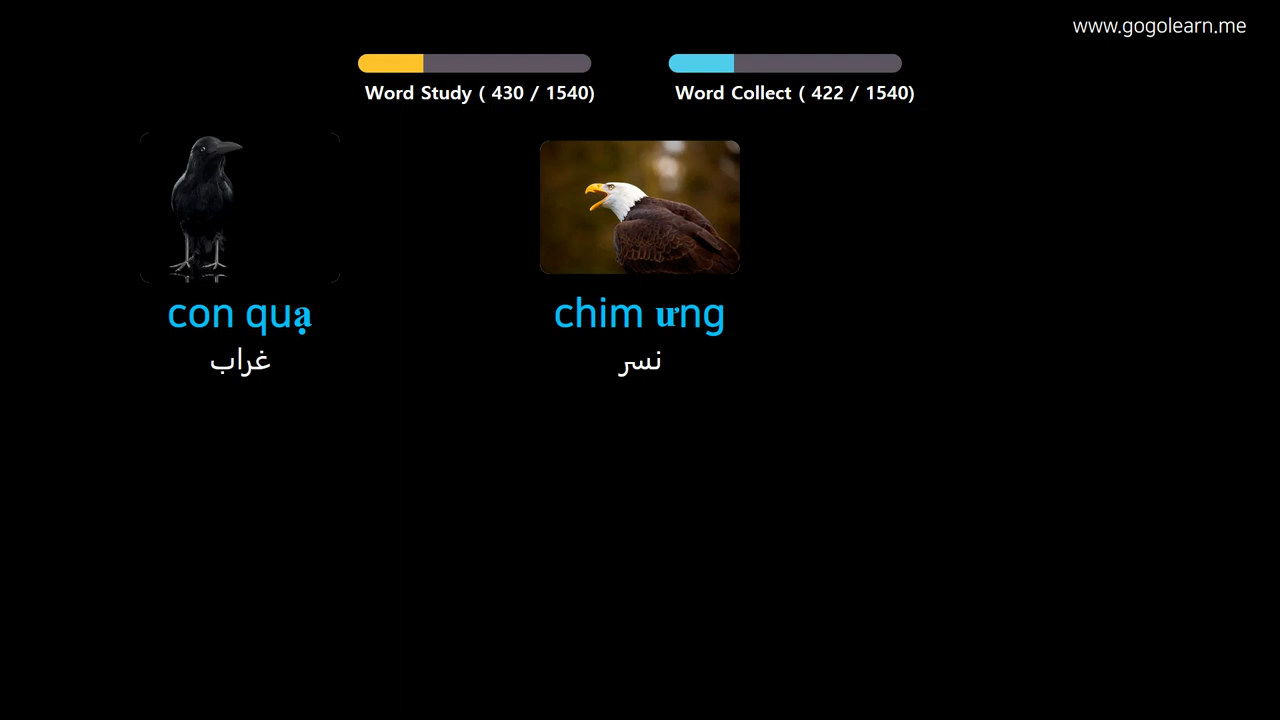 www.gogolearn.me
Word Study ( 430 / 1540)
Word Collect ( 422 / 1540)
con quạ
غراب
chim ưng
نسر